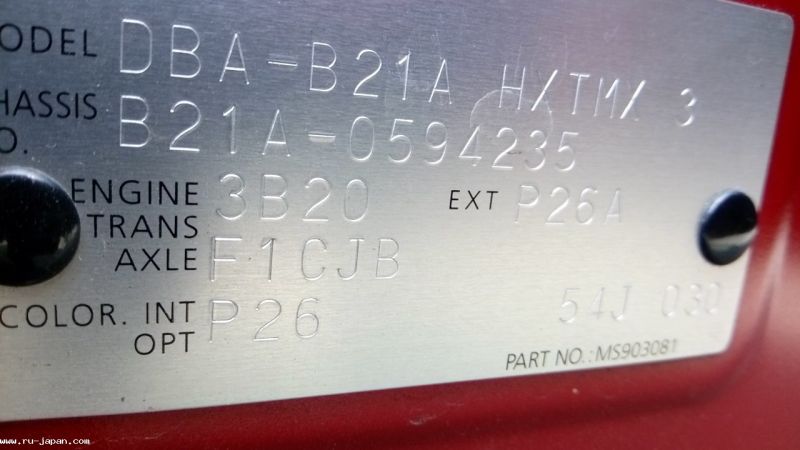 ODEL DBA-B21A H/TM/ 3
HASSIS
O. B21A-0594235
ENGINE 3B20 EXT P26A
TRANS
AXLE F1CJB
COLOR. INT P26 54J 030
OPT
PART NO.: MS903081
www.ru-japan.com